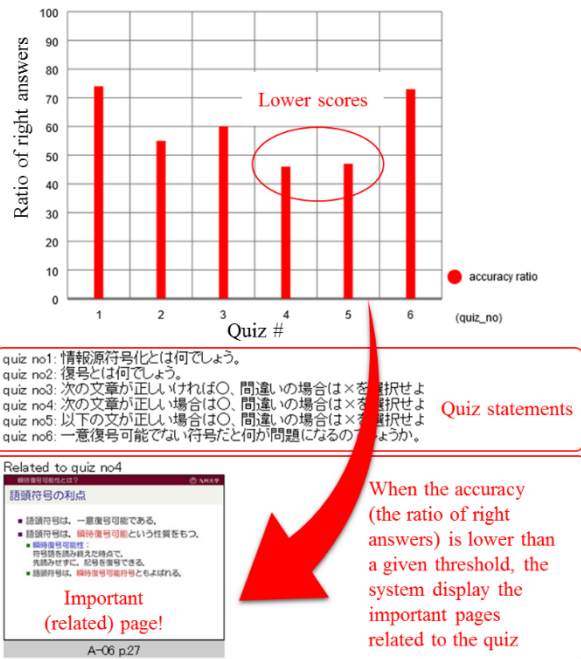 Ratio of right answers
100
90
80
70
60
50
40
30
20
10
0
Lower scores
accuracy ratio
1 2 3 4 5 6
(quiz_no)
Quiz #
quiz no1: 情報源符号化とは何でしょう。
quiz no2: 復号とは何でしょう。
quiz no3: 次の文章が正しいければ○、間違いの場合は×を選択せよ
quiz no4: 次の文章が正しい場合は○、間違いの場合は×を選択せよ
quiz no5: 以下の文が正しい場合は○、間違いの場合は×を選択せよ
quiz no6: 一意復号可能でない符号だと何が問題になるのでしょうか。
Quiz statements
Related to quiz no4
瞬時復号可能性とは?
九州大学
語頭符号の利点
語頭符号は、一意復号可能である。
語頭符号は、瞬時復号可能という性質をもつ。
瞬時復号可能性:
符号語を読み終えた時点で、
先読みせずに、記号を復号できる。
語頭符号は、瞬時復号可能符号ともよばれる。
Important
(related) page!
A-06 p.27
When the accuracy
(the ratio of right
answers) is lower than
a given threshold, the
system display the
important pages
related to the quiz